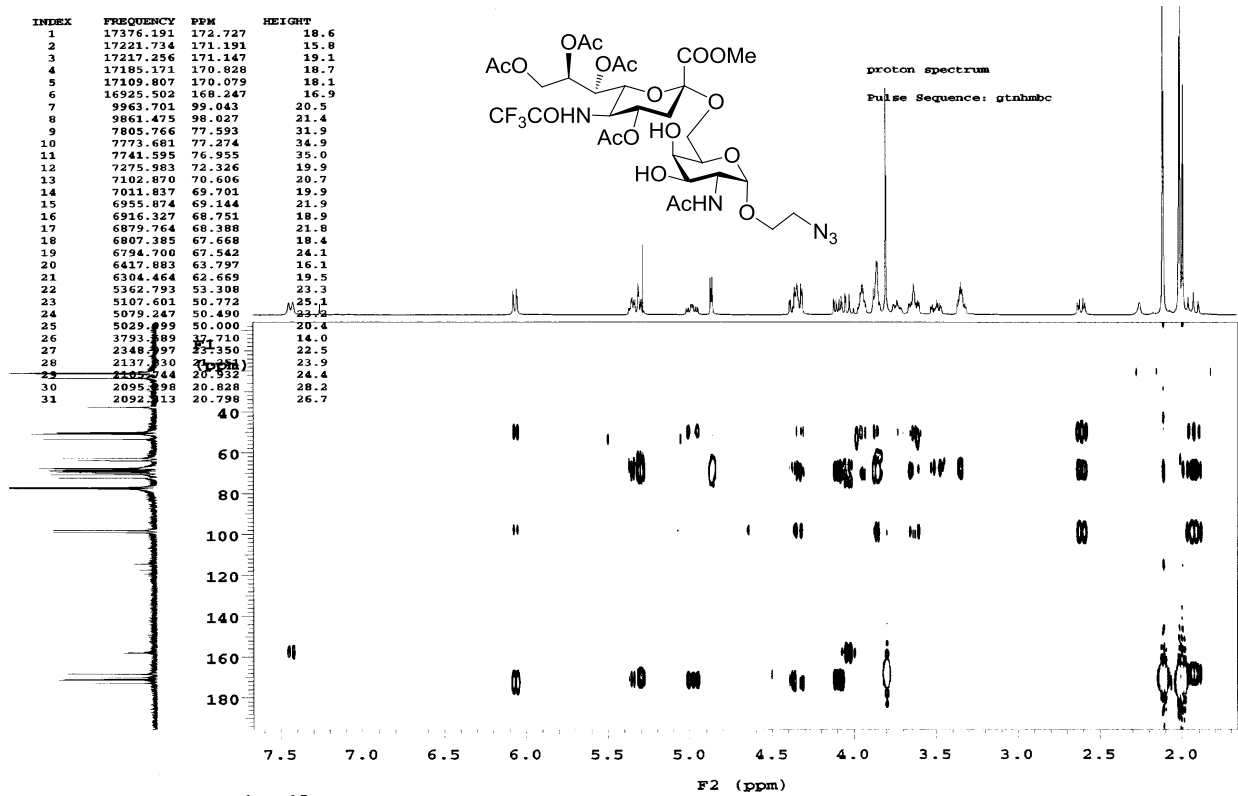 INDEX FREQUENCY PPM HEIGHT
1 17376.191 172.727 18.6
2 17221.734 171.191 15.8
3 17217.256 171.147 19.1
4 17185.171 170.828 18.7
5 17109.807 170.079 18.1
6 16925.502 168.247 16.9
7 9963.701 99.043 20.5
8 9861.475 98.027 21.4
9 7805.766 77.593 31.9
10 7773.681 77.274 34.9
11 7741.595 76.955 35.0
12 7275.983 72.326 19.9
13 7102.870 70.606 20.7
14 7011.837 69.701 19.9
15 6955.874 69.144 21.9
16 6916.327 68.751 18.9
17 6879.764 68.388 21.8
18 6807.385 67.668 18.4
19 6794.700 67.542 24.1
20 6417.883 63.797 16.1
21 6304.464 62.669 19.5
22 5362.793 53.308 23.3
23 5107.601 50.772 25.1
24 5079.247 50.490 23.2
25 50.000 20.4
26 37.710 14.0
27 23.350 22.5
28 23.9
29 20.932 24.4
30 20.828 28.2
31 20.798 26.7
OAc
AcO
OAc
COOMe
O
O
CF3COHN
AcO
HO
O
HO
AcHN
O
N3
proton spectrum
Pulse Sequence: gtnhmbc
F1
(ppm)
40
60
80
100
120
140
160
180
7.5 7.0 6.5 6.0 5.5 5.0 4.5 4.0 3.5 3.0 2.5 2.0
F2 (ppm)